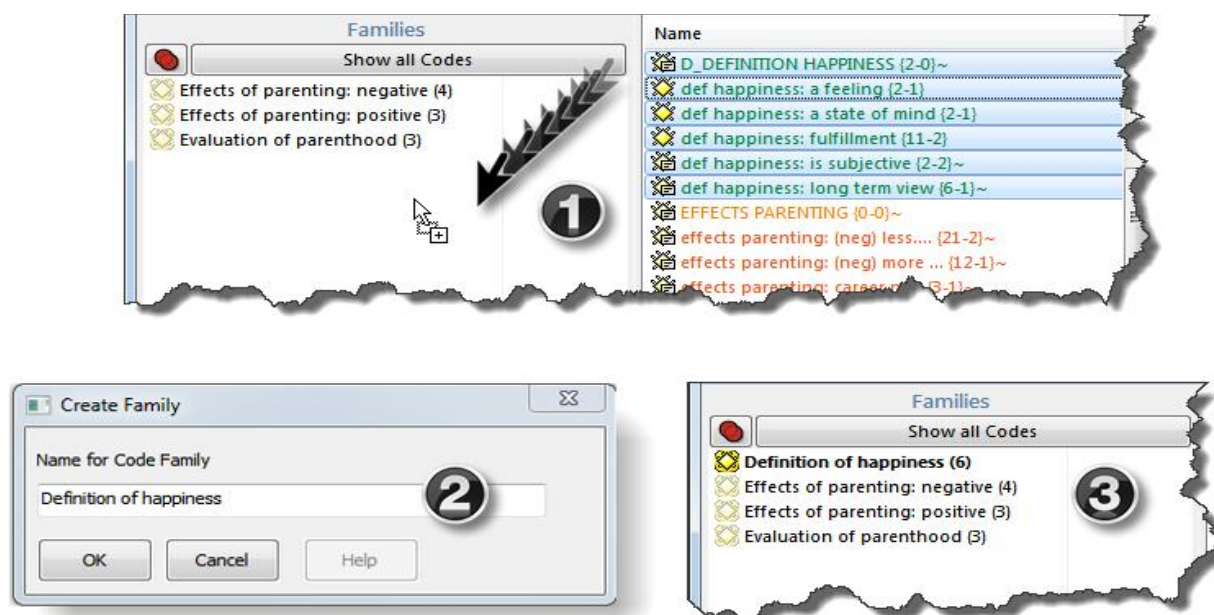 Families
Show all Codes
Effects of parenting: negative (4)
Effects of parenting: positive (3)
Evaluation of parenthood (3)
1
Name
D_DEFINITION HAPPINESS {2-0}~
def happiness: a feeling {2-1}
def happiness: a state of mind {2-1}
def happiness: fulfillment {11-2}
def happiness: is subjective {2-2}~
def happiness: long term view {6-1}~
EFFECTS PARENTING {0-0}~
effects parenting: (neg) less.... {21-2}~
effects parenting: (neg) more ... {12-1}~
effects parenting: career
Create Family
Name for Code Family
Definition of happiness
2
OK
Cancel
Help
Families
Show all Codes
Definition of happiness (6)
Effects of parenting: negative (4)
Effects of parenting: positive (3)
Evaluation of parenthood (3)
3